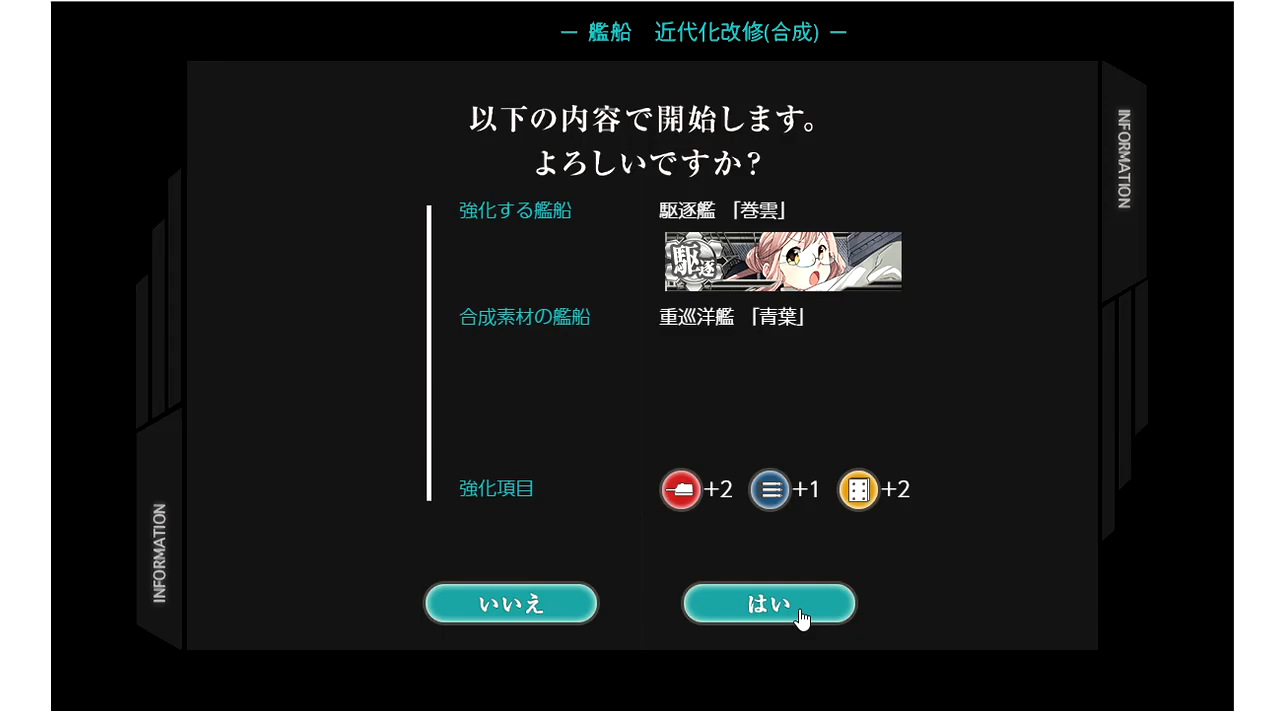 － 艦船　近代化改修(合成) －
以下の内容で開始します。
よろしいですか？
強化する艦船
駆逐艦 「巻雲」
駆逐
合成素材の艦船
重巡洋艦 「青葉」
強化項目
+2
+1
+2
いいえ
はい
INFORMATION
INFORMATION